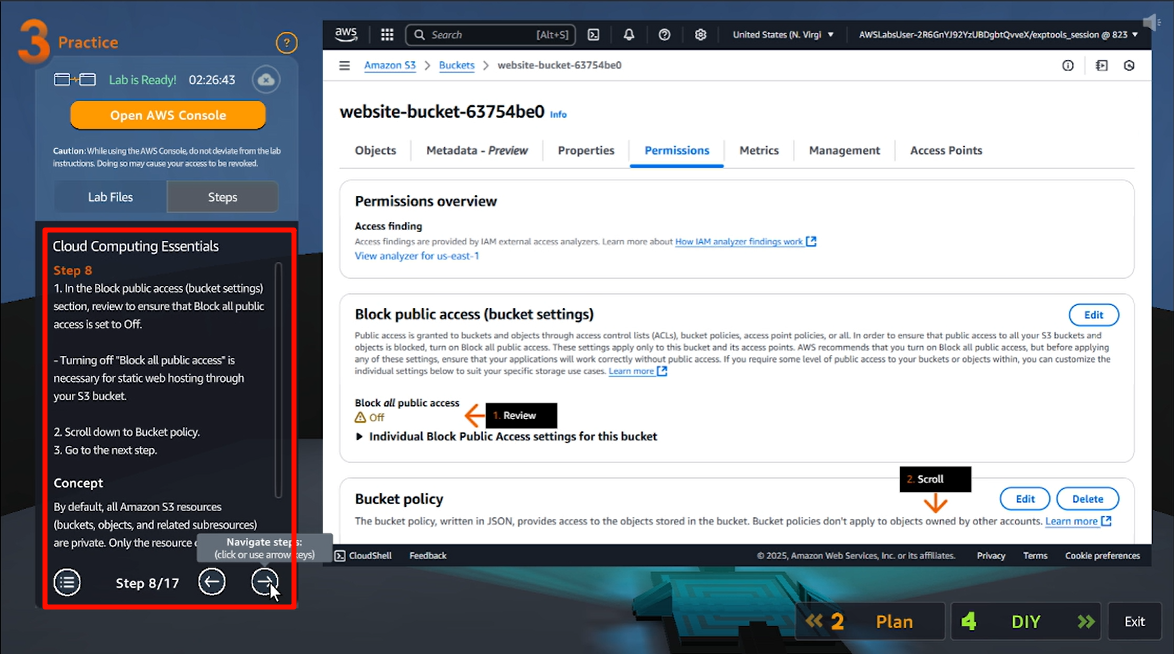 3 Practice
?
Lab is Ready! 02:26:43
Open AWS Console
Caution: While using the AWS Console, do not deviate from the lab
instructions. Doing so may cause your access to be revoked.
Lab Files
Steps
Cloud Computing Essentials
Step 8
1. In the Block public access (bucket settings)
section, review to ensure that Block all public
access is set to Off.
- Turning off "Block all public access" is
necessary for static web hosting through
your S3 bucket.
2. Scroll down to Bucket policy.
3. Go to the next step.
Concept
By default, all Amazon S3 resources
(buckets, objects, and related subresources)
are private. Only the resource
Navigate steps:
(click or use arrow keys)
Step 8/17
aws
Search [Alt+S]
United States (N. Virgi
AWSLabsUser-2R6GnYJ92YzUBDgbtQvveX/exptools_session @ 823
Amazon S3 > Buckets > website-bucket-63754be0
website-bucket-63754be0 Info
Objects
Metadata - Preview
Properties
Permissions
Metrics
Management
Access Points
Permissions overview
Access finding
Access findings are provided by IAM external access analyzers. Learn more about How IAM analyzer findings work
View analyzer for us-east-1
Block public access (bucket settings)
Edit
Public access is granted to buckets and objects through access control lists (ACLs), bucket policies, access point policies, or all. In order to ensure that public access to all your S3 buckets
and objects is blocked, turn on Block all public access. These settings apply only to this bucket and its access points. AWS recommends that you turn on Block all public access, but before applying
any of these settings, ensure that your applications will work correctly without public access. If you require some level of public access to your buckets or objects within, you can customize the
individual settings below to suit your specific storage use cases. Learn more
Block all public access
Off
1. Review
Individual Block Public Access settings for this bucket
2. Scroll
Bucket policy
Edit
Delete
The bucket policy, written in JSON, provides access to the objects stored in the bucket. Bucket policies don't apply to objects owned by other accounts. Learn more
CloudShell
Feedback
© 2025, Amazon Web Services, Inc. or its affiliates.
Privacy
Terms
Cookie preferences
2 Plan
4 DIY
Exit